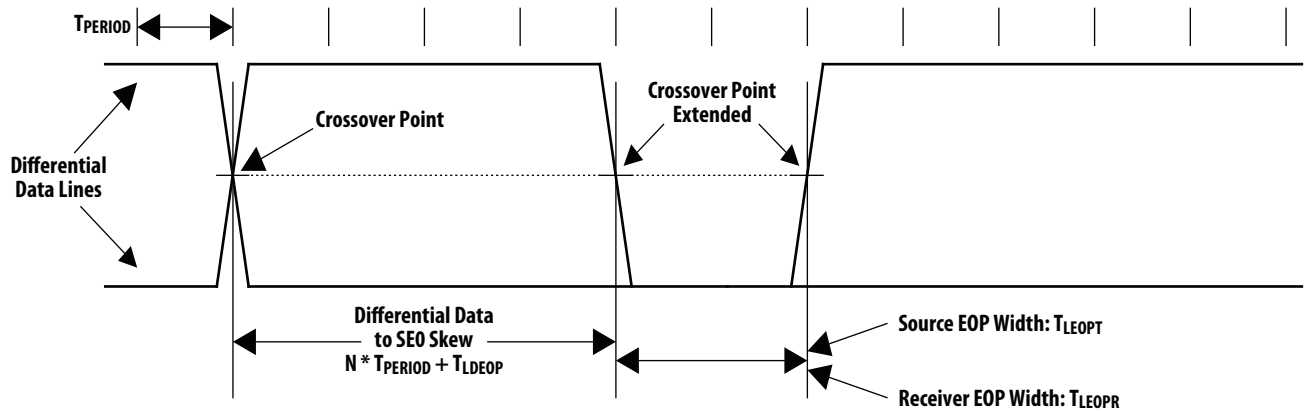 TPERIOD
Crossover Point
Crossover Point
Extended
Differential
Data Lines
Differential Data
to SE0 Skew
N * TPERIOD + TLDEOP
Source EOP Width: TLEOPT
Receiver EOP Width: TLEOPR